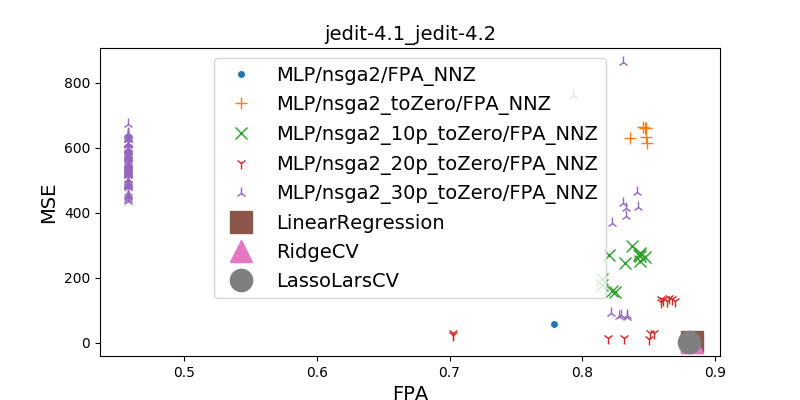 jedit-4.1_jedit-4.2
MLP/nsga2/FPA_NNZ
MLP/nsga2_toZero/FPA_NNZ
MLP/nsga2_10p_toZero/FPA_NNZ
MLP/nsga2_20p_toZero/FPA_NNZ
MLP/nsga2_30p_toZero/FPA_NNZ
LinearRegression
RidgeCV
LassoLarsCV
MSE
800
600
400
200
0
0.5 0.6 0.7 0.8 0.9
FPA